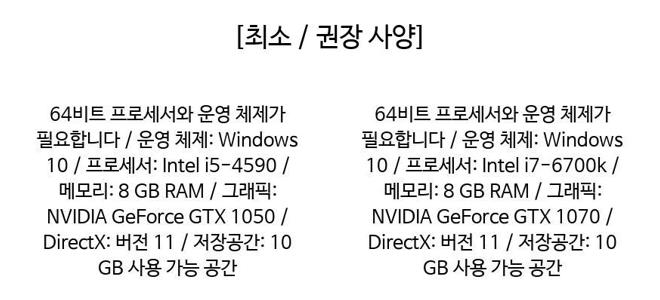 [최소 / 권장 사양]
64비트 프로세서와 운영 체제가
필요합니다 / 운영 체제: Windows
10 / 프로세서: Intel i5-4590 /
메모리: 8 GB RAM / 그래픽:
NVIDIA GeForce GTX 1050 /
DirectX: 버전 11 / 저장공간: 10
GB 사용 가능 공간
64비트 프로세서와 운영 체제가
필요합니다 / 운영 체제: Windows
10 / 프로세서: Intel i7-6700k /
메모리: 8 GB RAM / 그래픽:
NVIDIA GeForce GTX 1070 /
DirectX: 버전 11 / 저장공간: 10
GB 사용 가능 공간